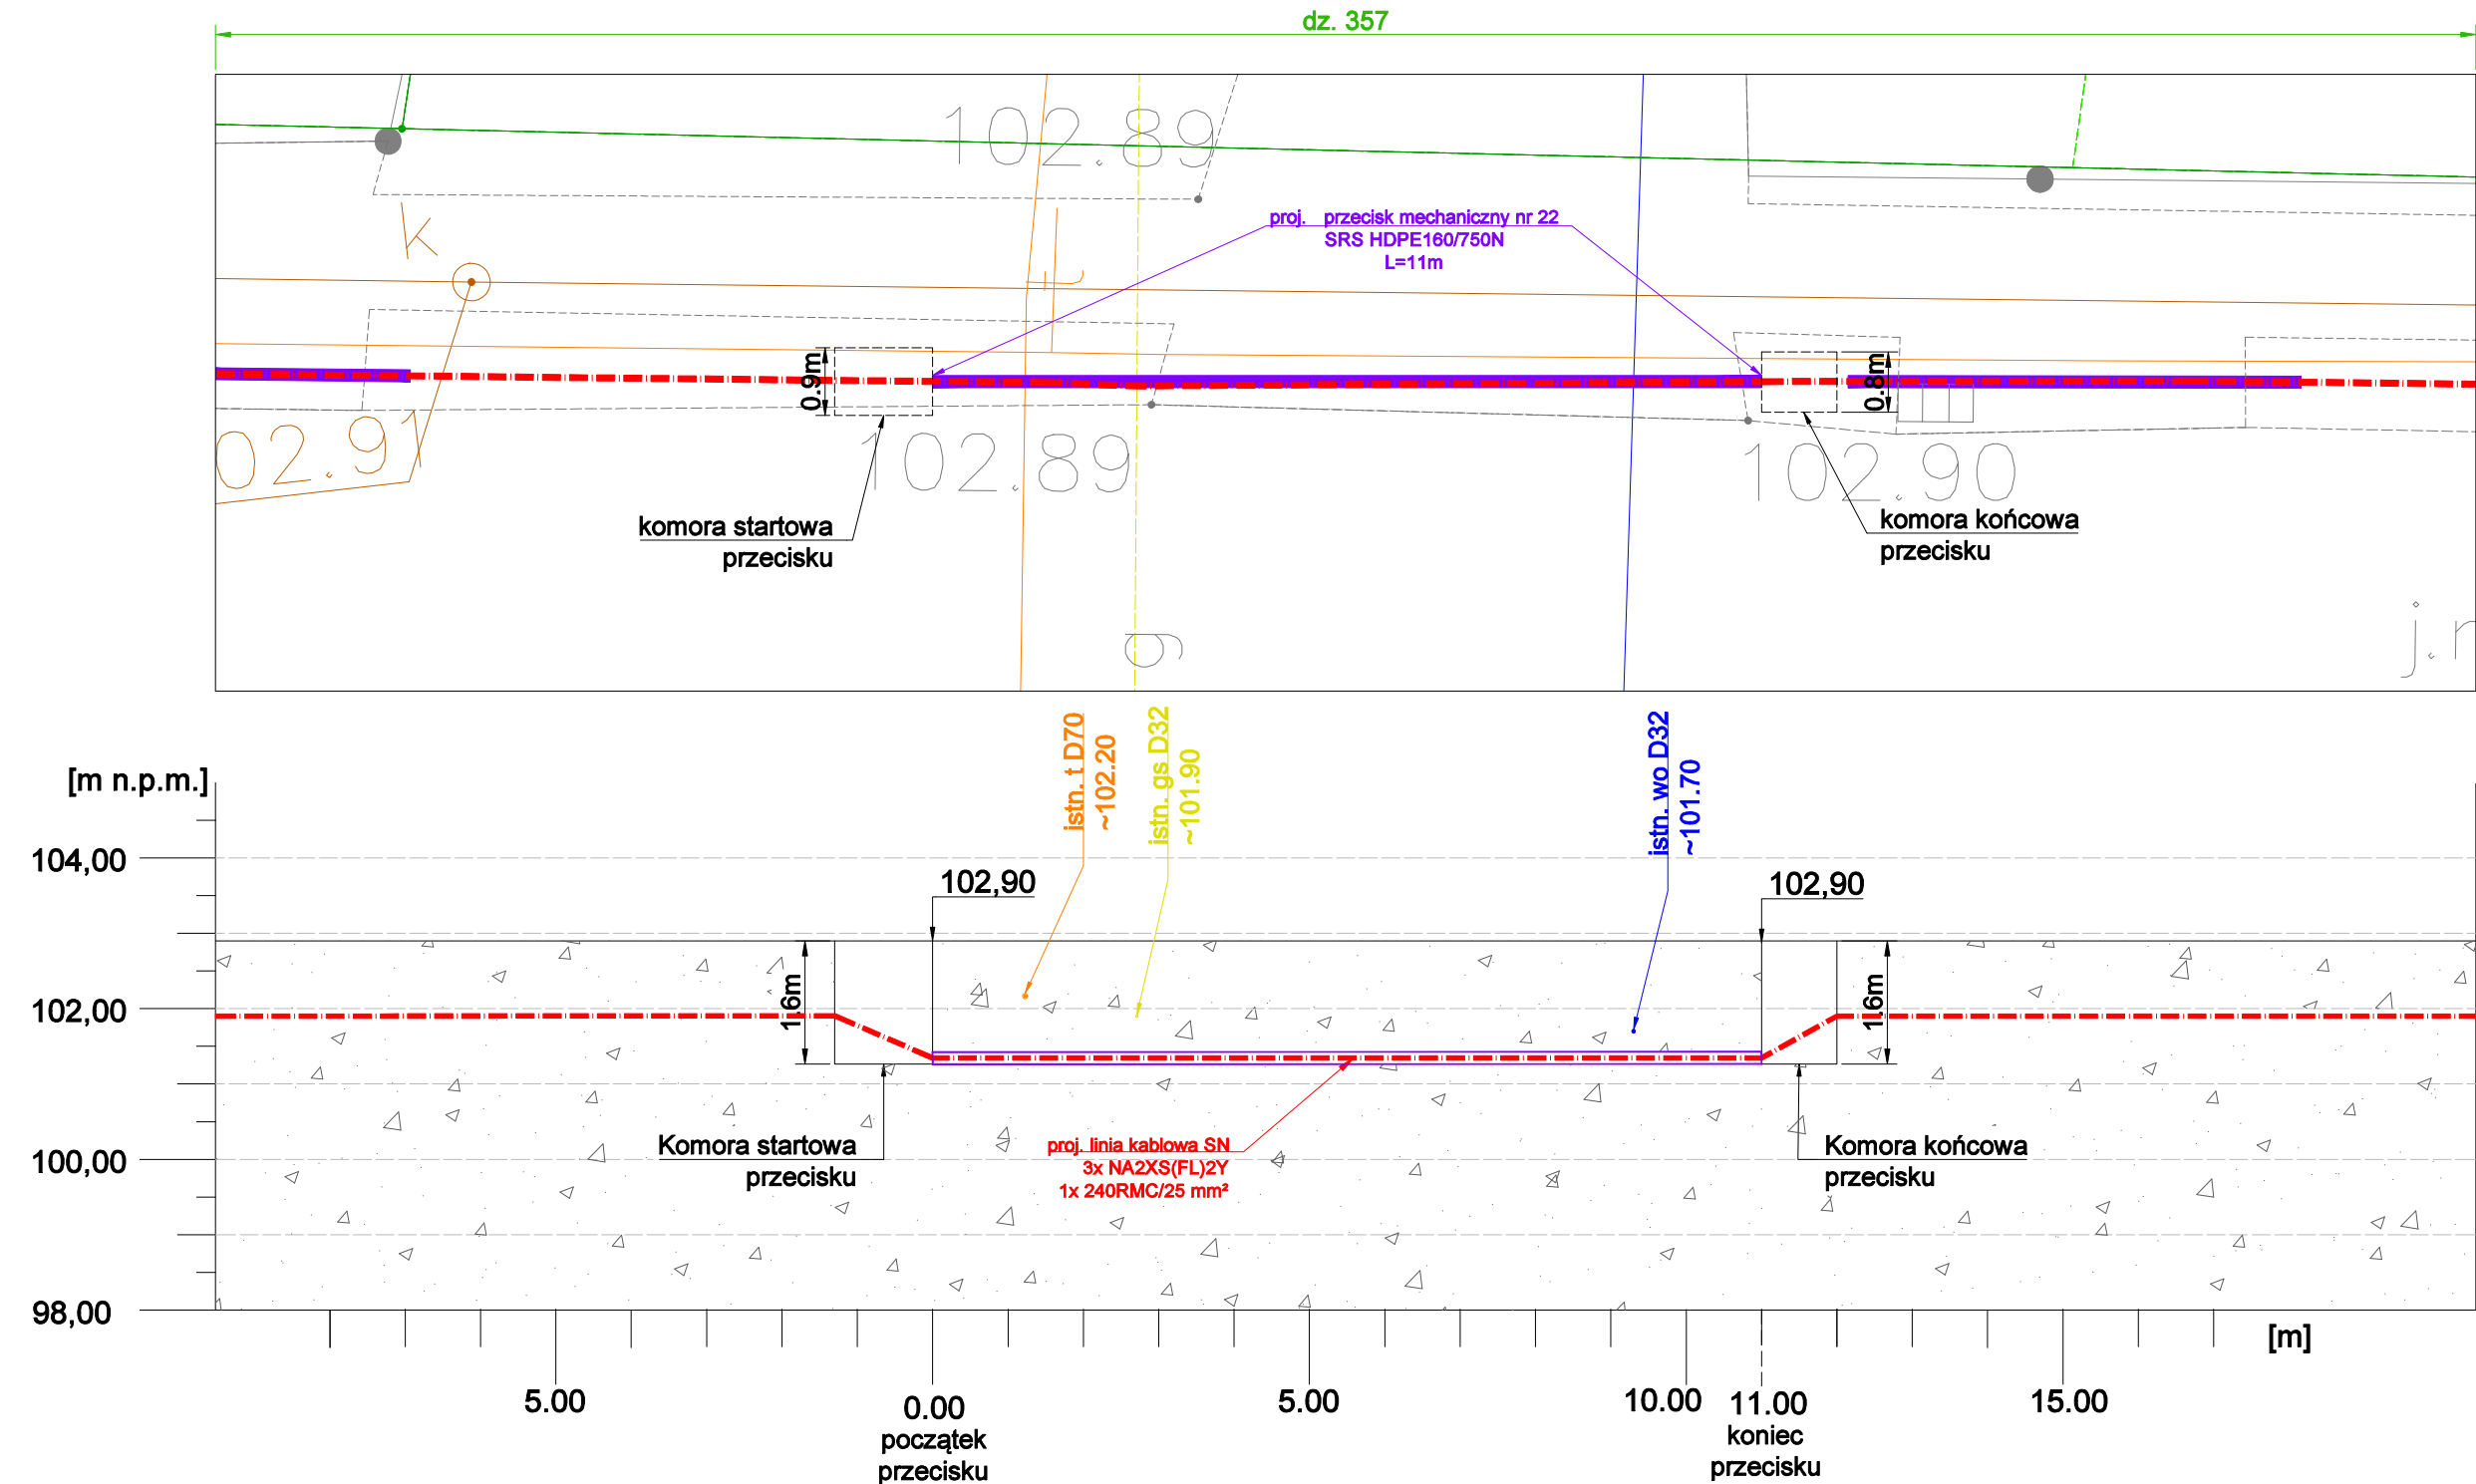 dz. 357
102.89
proj. przecisk mechaniczny nr 22
SRS HDPE160/750N
L=11m
k
t
0.9m
0.8m
02.91
102.89
102.90
komora startowa
przecisku
komora końcowa
przecisku
g
j.r
istn. t D70
~102.20
istn. gs D32
~101.90
istn. wo D32
~101.70
[m n.p.m.]
104,00
102,90
102,90
102,00
1.6m
1.6m
100,00
Komora startowa
przecisku
proj. linia kablowa SN
3x NA2XS(FL)2Y
1x 240RMC/25 mm²
Komora końcowa
przecisku
98,00
[m]
5.00
0.00
początek
przecisku
5.00
10.00
11.00
koniec
przecisku
15.00